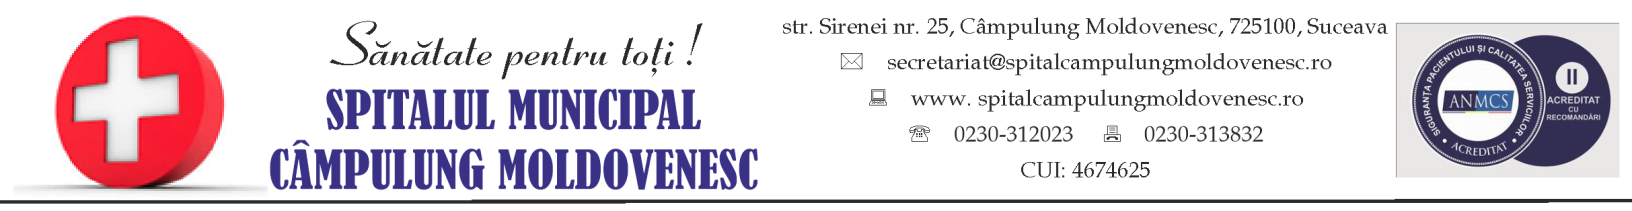 Sănătate pentru toți !
SPITALUL MUNICIPAL
CÂMPULUNG MOLDOVENESC
str. Sirenei nr. 25, Câmpulung Moldovenesc, 725100, Suceava
secretariat@spitalcampulungmoldovenesc.ro
www. spitalcampulungmoldovenesc.ro
0230-312023 0230-313832
CUI: 4674625
SIGURANȚA PACIENTULUI ȘI CALITATEA SERVICIILOR
ANMCS
• ACREDITAT •
II
ACREDITAT
CU
RECOMANDĂRI